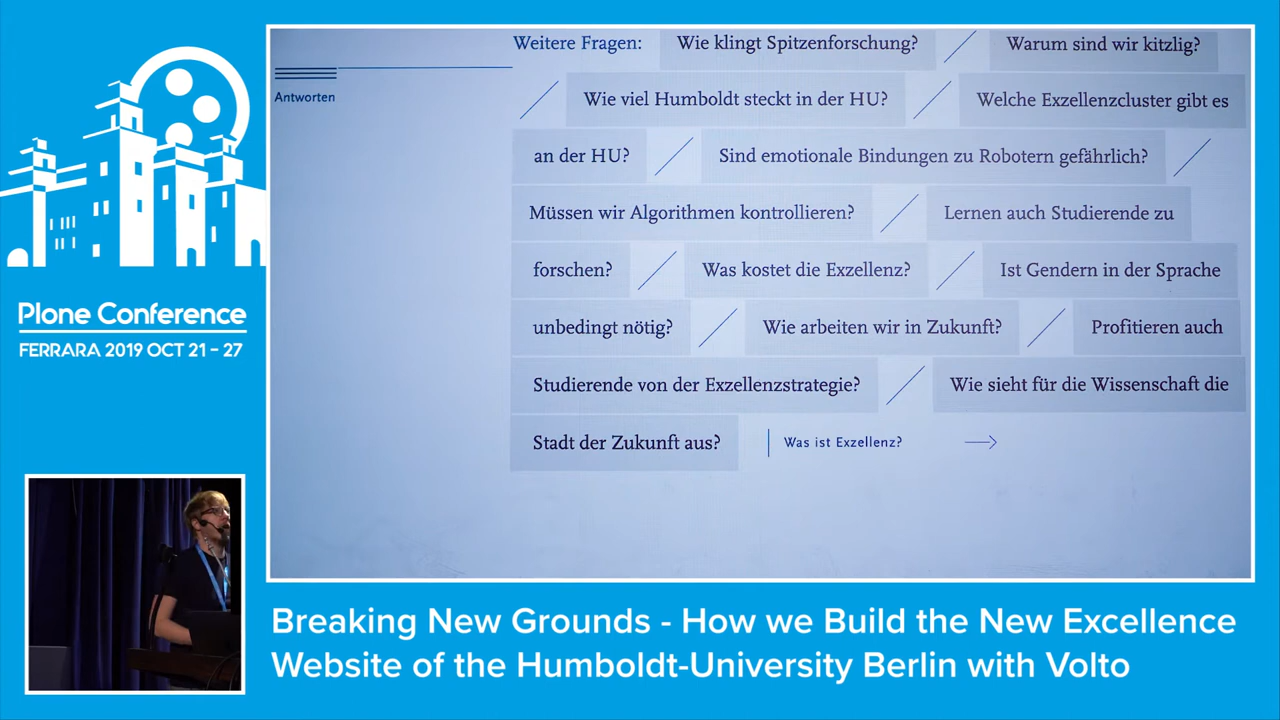 Weitere Fragen: Wie klingt Spitzenforschung? Warum sind wir kitzlig?
Antworten
Wie viel Humboldt steckt in der HU? Welche Exzellenzcluster gibt es
an der HU? Sind emotionale Bindungen zu Robotern gefährlich?
Müssen wir Algorithmen kontrollieren? Lernen auch Studierende zu
forschen? Was kostet die Exzellenz? Ist Gendern in der Sprache
unbedingt nötig? Wie arbeiten wir in Zukunft? Profitieren auch
Studierende von der Exzellenzstrategie? Wie sieht für die Wissenschaft die
Stadt der Zukunft aus? Was ist Exzellenz?
Plone Conference
FERRARA 2019 OCT 21 - 27
Breaking New Grounds - How we Build the New Excellence
Website of the Humboldt-University Berlin with Volto